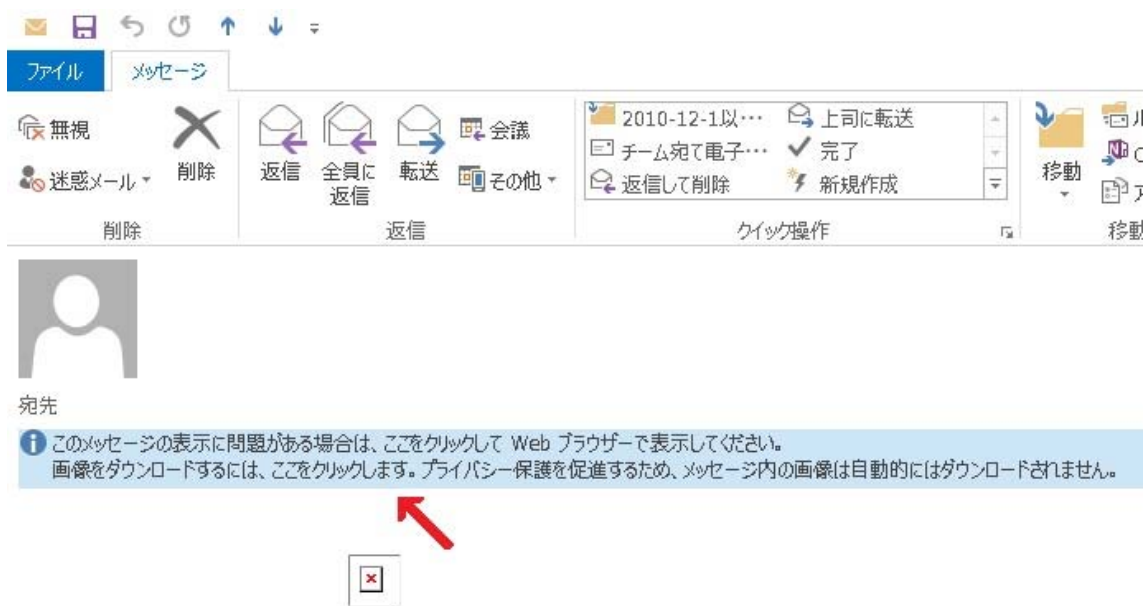 ファイル メッセージ
無視
迷惑メール
削除
返信
全員に
返信
転送
会議
その他
2010-12-1以…
チーム宛て電子…
返信して削除
上司に転送
完了
新規作成
移動
削除
返信
クイック操作
宛先
このメッセージの表示に問題がある場合は、ここをクリックして Web ブラウザーで表示してください。
画像をダウンロードするには、ここをクリックします。プライバシー保護を促進するため、メッセージ内の画像は自動的にはダウンロードされません。